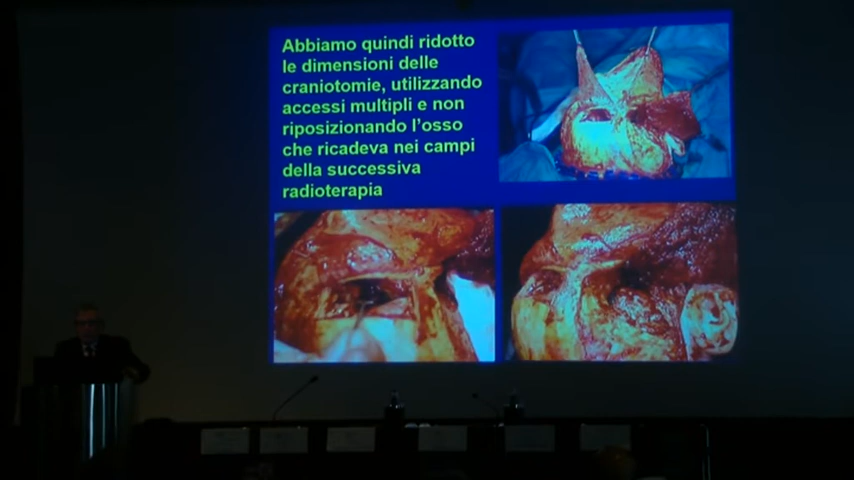 Abbiamo quindi ridotto
le dimensioni delle
craniotomie, utilizzando
accessi multipli e non
riposizionando l'osso
che ricadeva nei campi
della successiva
radioterapia